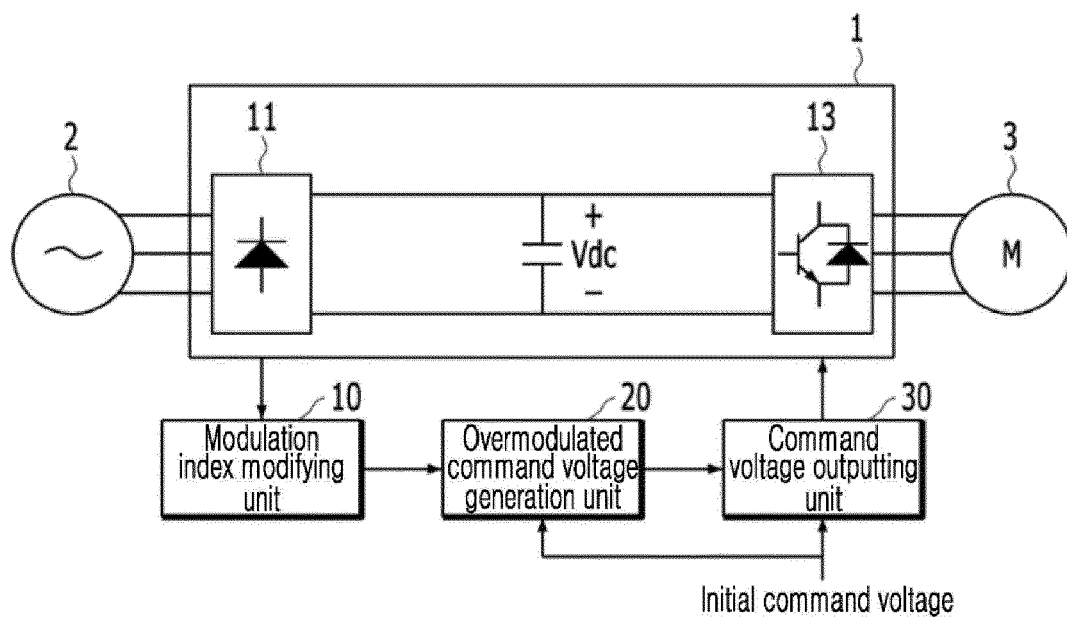 1
2
11
13
3
+
Vdc
−
M
10
20
30
Modulation
index modifying
unit
Overmodulated
command voltage
generation unit
Command
voltage outputting
unit
Initial command voltage